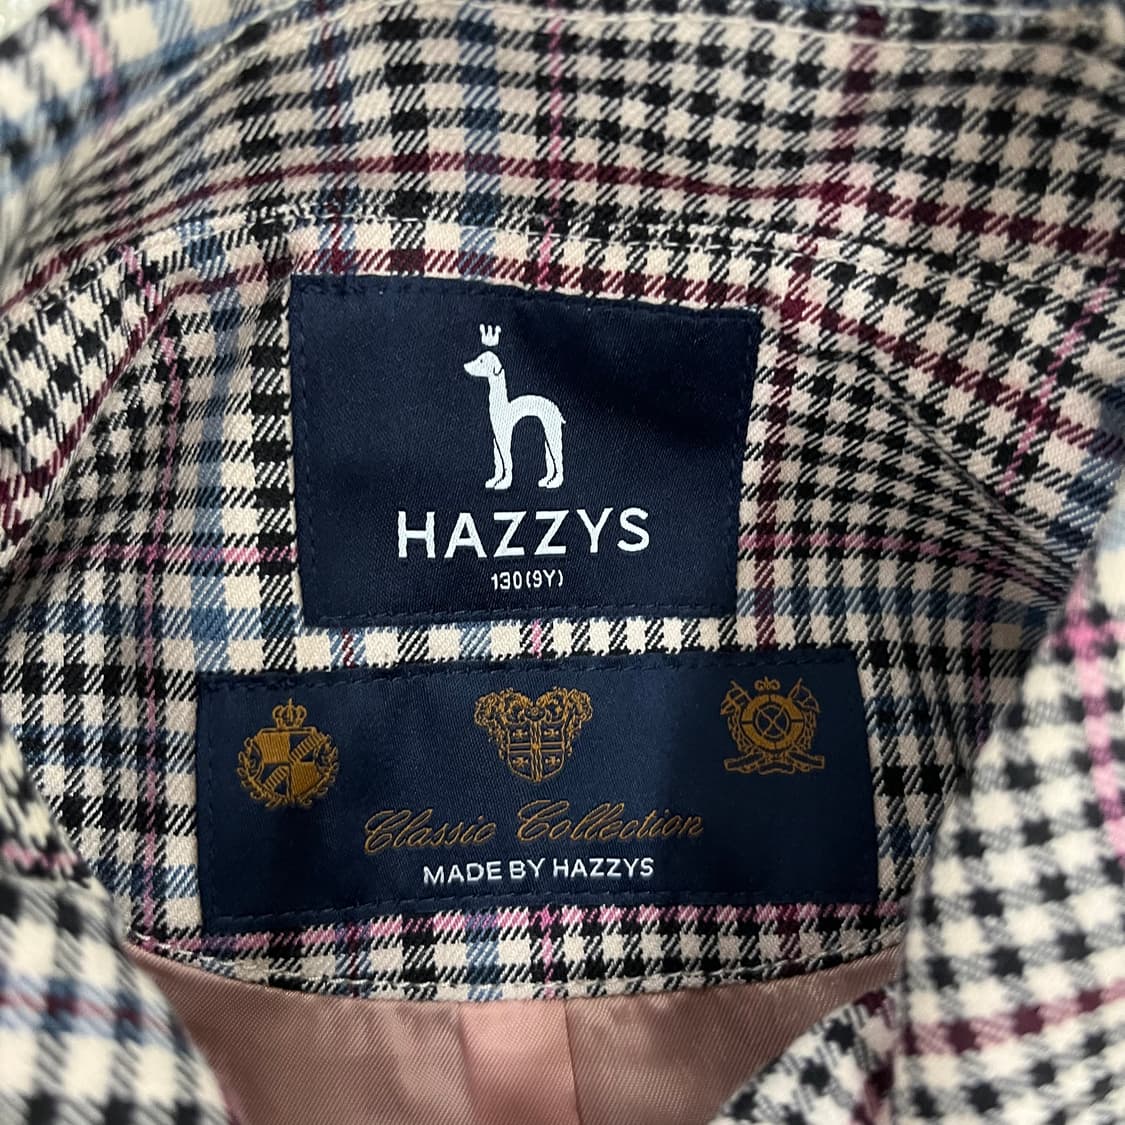 HAZZYS
130(9Y)
Classic Collection
MADE BY HAZZYS